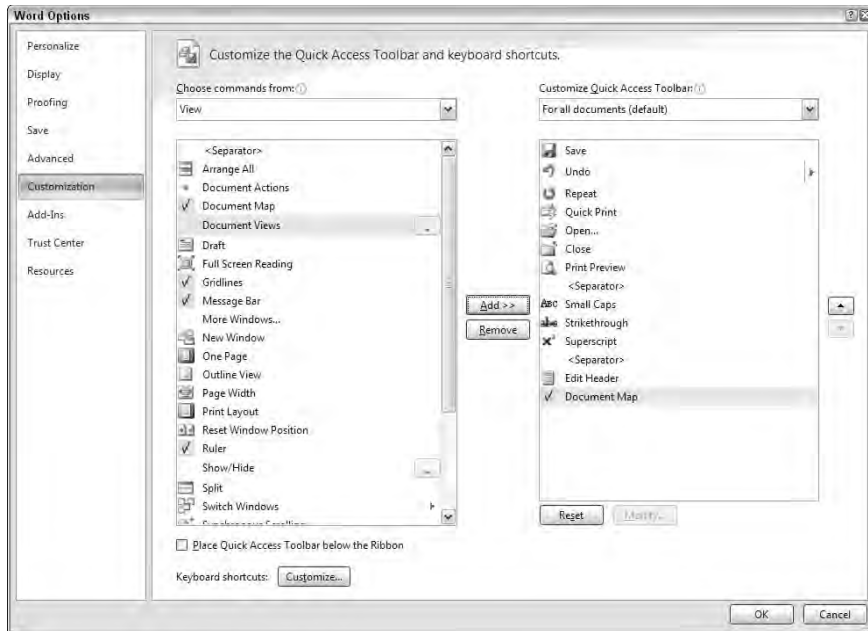 Word Options
Personalize
Display
Proofing
Save
Advanced
Customization
Add-Ins
Trust Center
Resources
Customize the Quick Access Toolbar and keyboard shortcuts.
Choose commands from:
View
<Separator>
Arrange All
Document Actions
Document Map
Document Views
Draft
Full Screen Reading
Gridlines
Message Bar
More Windows...
New Window
One Page
Outline View
Page Width
Print Layout
Reset Window Position
Ruler
Show/Hide
Split
Switch Windows
Synchronous Scrolling
Place Quick Access Toolbar below the Ribbon
Keyboard shortcuts: Customize...
Add >>
Remove
Customize Quick Access Toolbar:
For all documents (default)
Save
Undo
Repeat
Quick Print
Open...
Close
Print Preview
<Separator>
ABC Small Caps
abc Strikethrough
Superscript
<Separator>
Edit Header
Document Map
Reset Modify...
OK Cancel